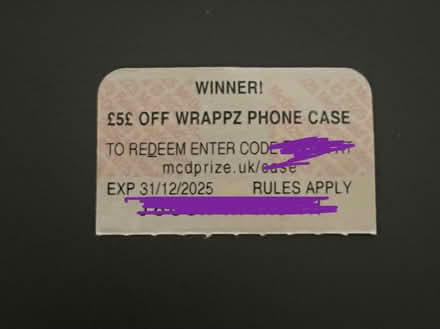 WINNER!
£5£ OFF WRAPPZ PHONE CASE
TO REDEEM ENTER CODE
mcdprize.uk/case
EXP 31/12/2025 RULES APPLY